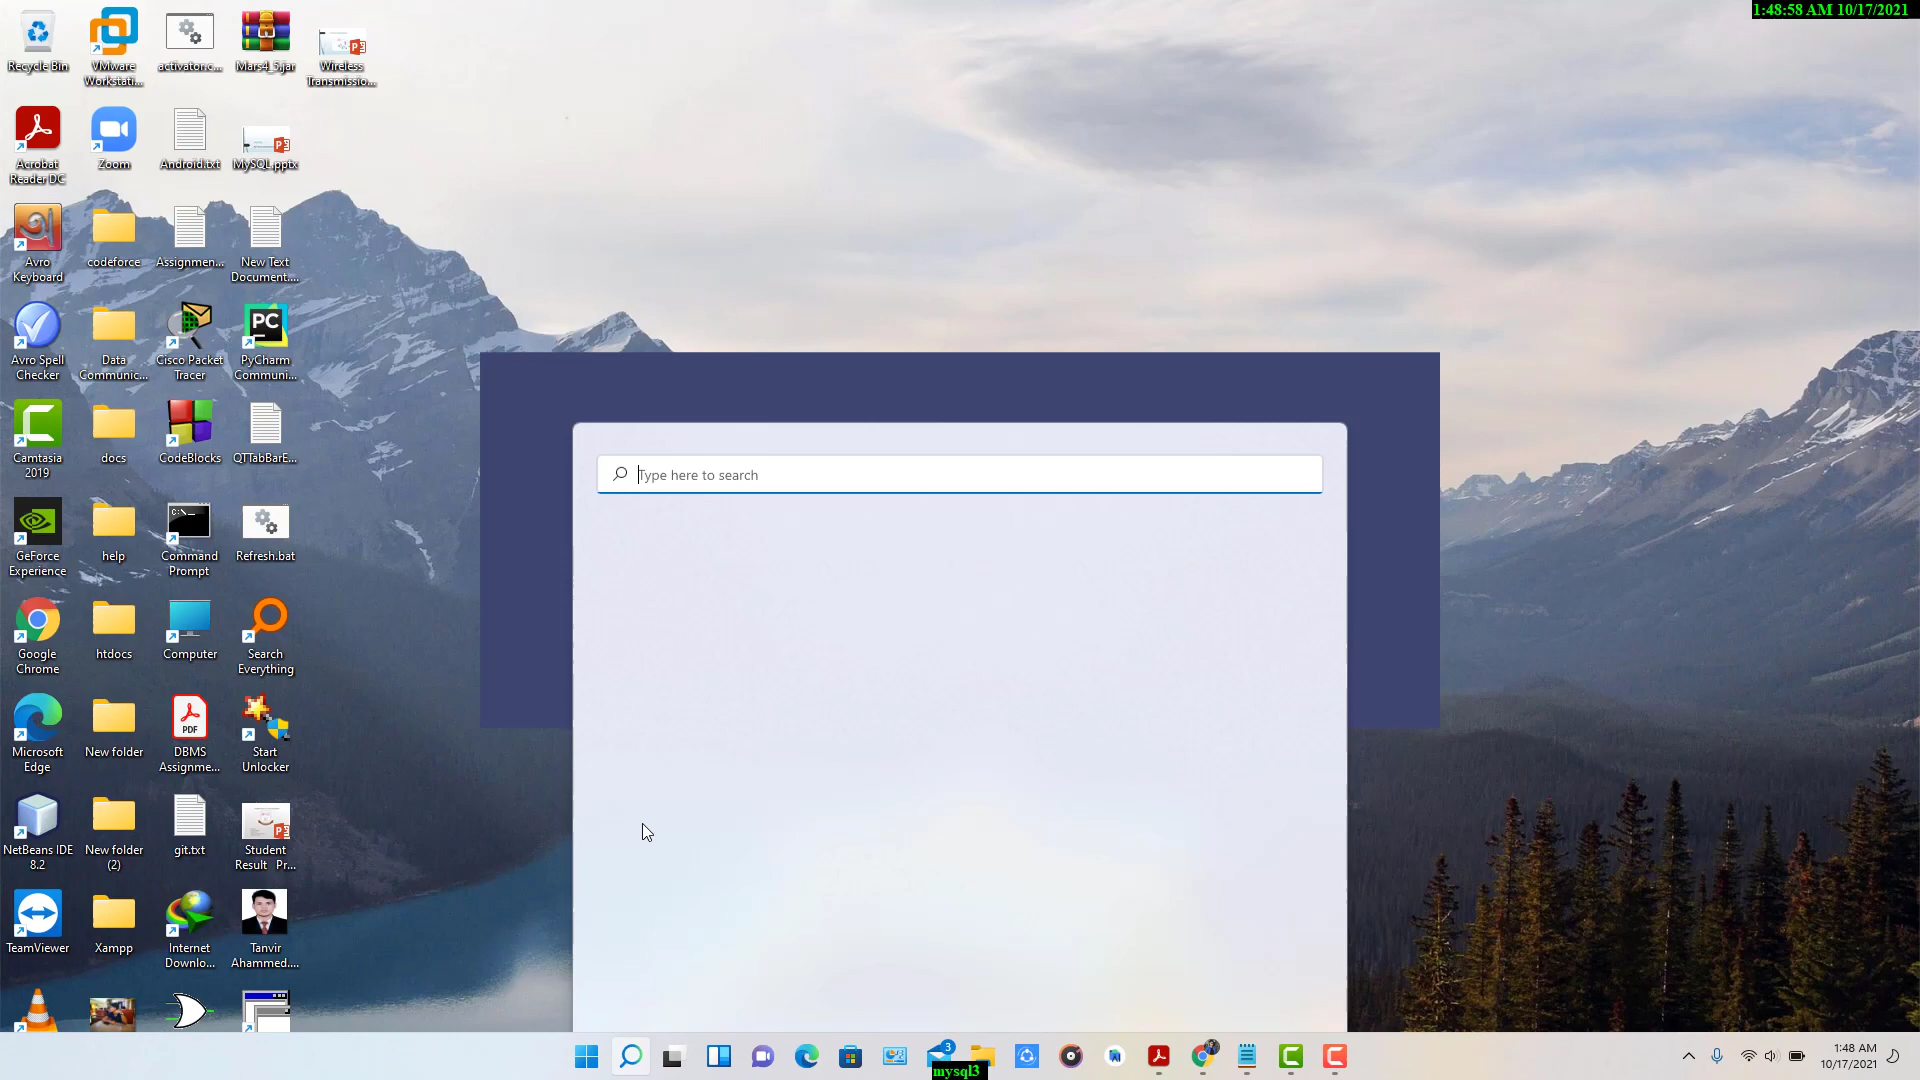 1:48:58 AM 10/17/2021
Recycle Bin
VMware
Workstati...
activator.c...
Mars4_5.jar
Wireless
Transmissio...
Acrobat
Reader DC
Zoom
Android.txt
MySQL.pptx
Avro
Keyboard
codeforce
Assignmen...
New Text
Document....
Avro Spell
Checker
Data
Communic...
Cisco Packet
Tracer
PC
PyCharm
Communi...
Camtasia
2019
docs
CodeBlocks
QTTabBarE...
Type here to search
GeForce
Experience
help
C:\_
Command
Prompt
Refresh.bat
Google
Chrome
htdocs
Computer
Search
Everything
Microsoft
Edge
New folder
PDF
DBMS
Assignme...
Start
Unlocker
NetBeans IDE
8.2
New folder
(2)
git.txt
Student
Result Pr...
TeamViewer
Xampp
Internet
Downlo...
Tanvir
Ahammed....
3
mysql3
1:48 AM
10/17/2021